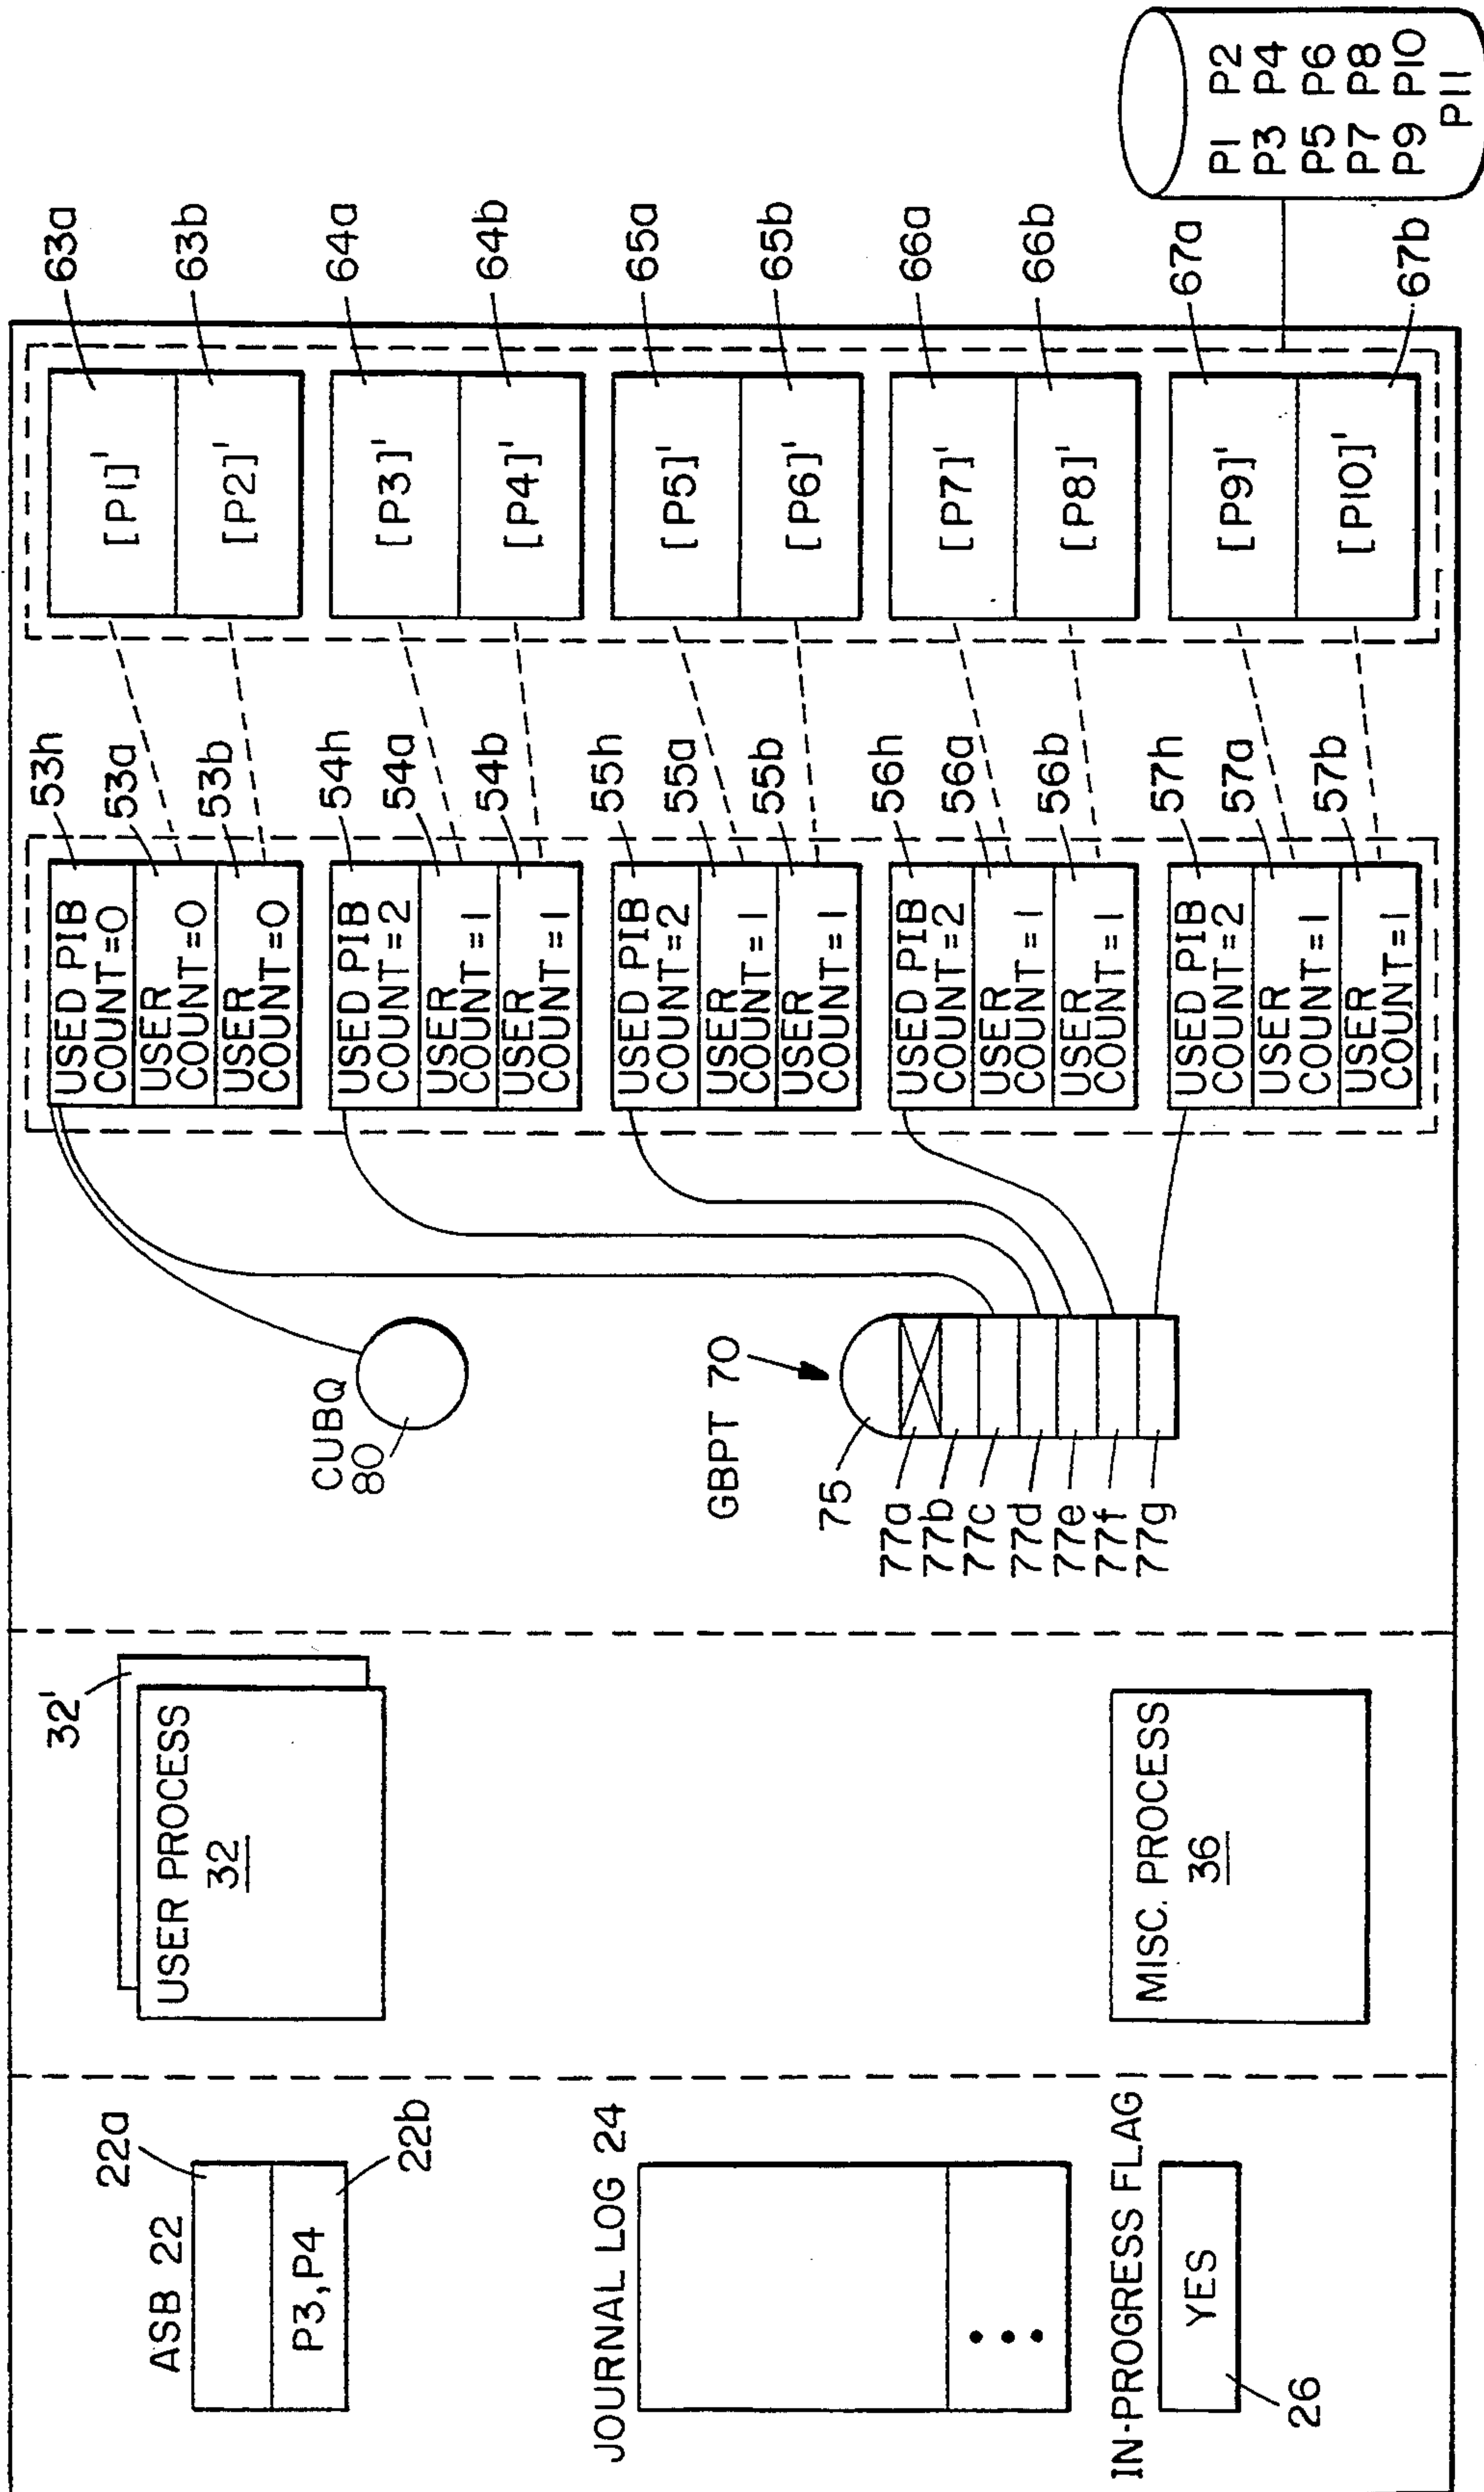 ASB 22
22a
P3,P4
22b
JOURNAL LOG 24
IN-PROGRESS FLAG
YES
26
32'
USER PROCESS
32
MISC. PROCESS
36
CUBQ
80
GBPT 70
75
77a
77b
77c
77d
77e
77f
77g
USED PIB
COUNT=0
USER
COUNT=0
USER
COUNT=0
53h
53a
53b
USED PIB
COUNT=2
USER
COUNT=1
USER
COUNT=1
54h
54a
54b
USED PIB
COUNT=2
USER
COUNT=1
USER
COUNT=1
55h
55a
55b
USED PIB
COUNT=2
USER
COUNT=1
USER
COUNT=1
56h
56a
56b
USED PIB
COUNT=2
USER
COUNT=1
USER
COUNT=1
57h
57a
57b
[P1]'
[P2]'
63a
63b
[P3]'
[P4]'
64a
64b
[P5]'
[P6]'
65a
65b
[P7]'
[P8]'
66a
66b
[P9]'
[P10]'
67a
67b
P1 P2
P3 P4
P5 P6
P7 P8
P9 P10
P11